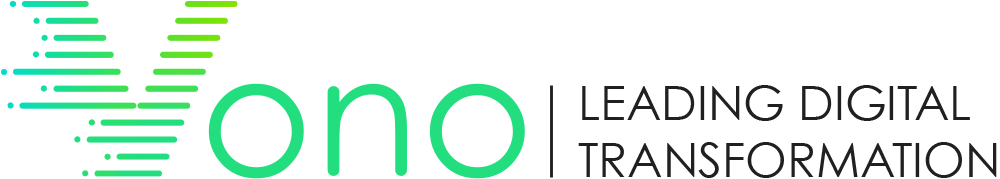 Vono
LEADING DIGITAL
TRANSFORMATION